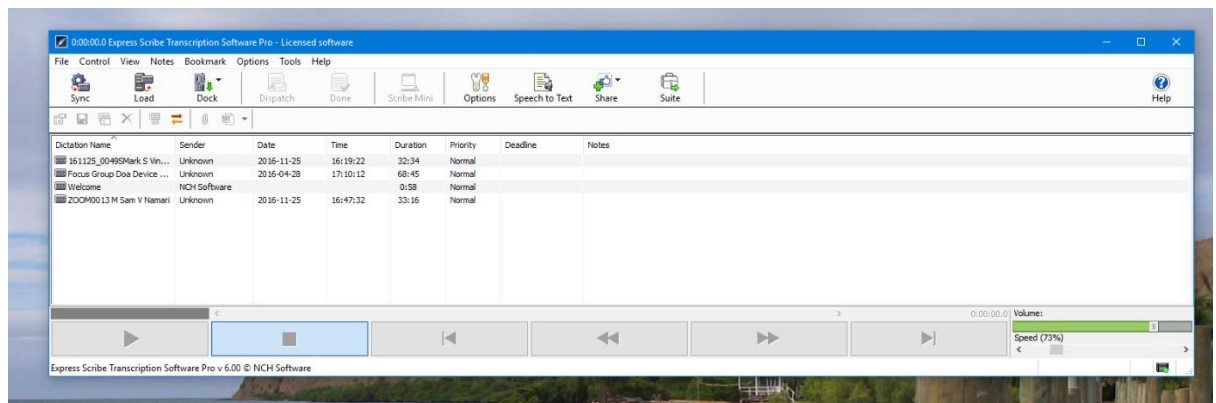 0:00:00.0 Express Scribe Transcription Software Pro - Licensed software
File Control View Notes Bookmark Options Tools Help
Sync Load Dock Dispatch Done Scribe Mini Options Speech to Text Share Suite Help
Dictation Name Sender Date Time Duration Priority Deadline Notes
161125_0049SMark S Vin... Unknown 2016-11-25 16:19:22 32:34 Normal
Focus Group Doa Device ... Unknown 2016-04-28 17:10:12 68:45 Normal
Welcome NCH Software 0:58 Normal
ZOOM0013 M Sam V Namari Unknown 2016-11-25 16:47:32 33:16 Normal
0:00:00.0 Volume:
Speed (73%)
Express Scribe Transcription Software Pro v 6.00 © NCH Software